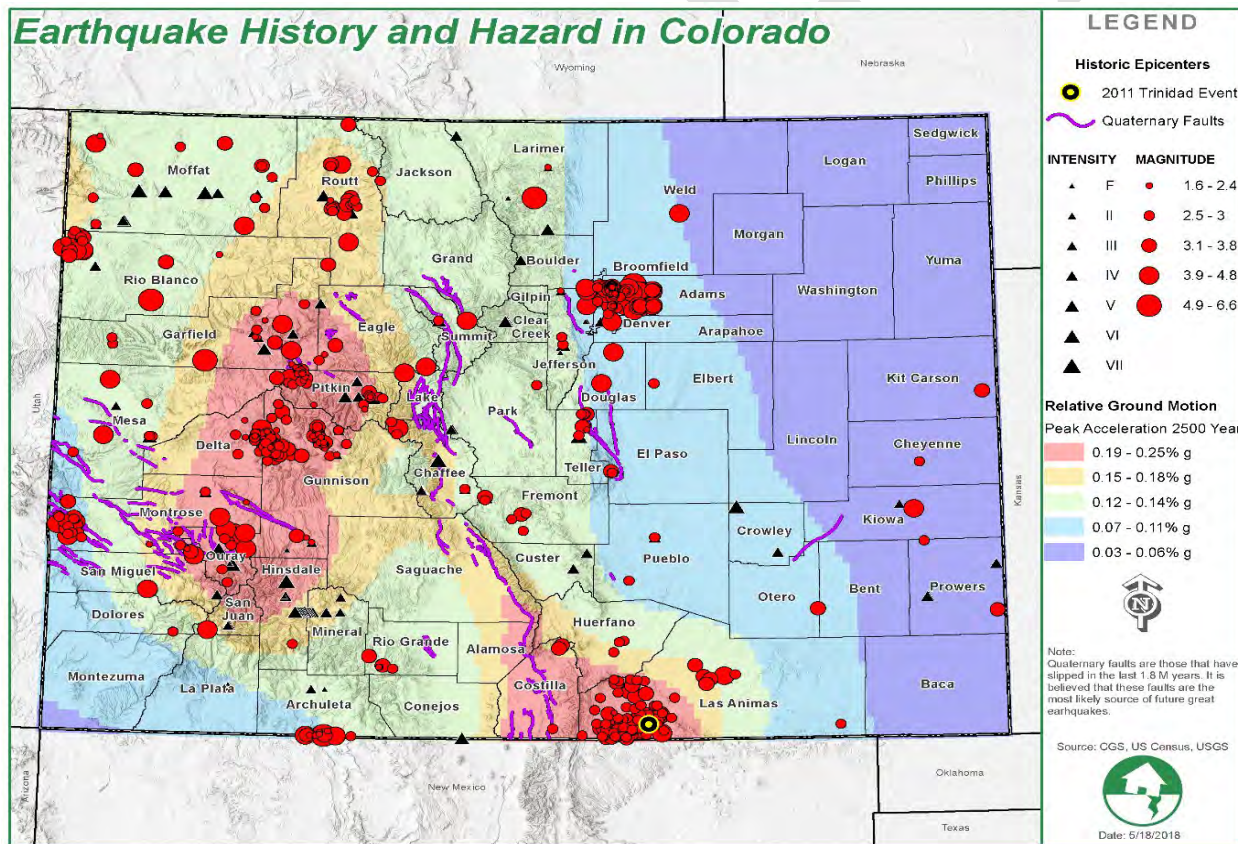 Earthquake History and Hazard in Colorado
Wyoming
Nebraska
Sedgwick
Logan
Phillips
Larimer
Moffat
Routt
Jackson
Weld
Morgan
Yuma
Grand
Boulder
Broomfield
Rio Blanco
Washington
Adams
Gilpin
Eagle
Clear
Creek
Denver
Garfield
Summit
Arapahoe
Jefferson
Pitkin
Elbert
Kit Carson
Utah
Lake
Douglas
Mesa
Park
Delta
Lincoln
Cheyenne
El Paso
Teller
Chaffee
Gunnison
Kansas
Fremont
Montrose
Kiowa
Crowley
Ouray
Custer
Pueblo
San Miguel
Hinsdale
Saguache
Bent
Prowers
San
Juan
Otero
Dolores
Mineral
Huerfano
Rio Grande
Alamosa
Montezuma
La Plata
Costilla
Baca
Archuleta
Conejos
Las Animas
Arizona
New Mexico
Oklahoma
Texas
LEGEND
Historic Epicenters
2011 Trinidad Event
Quaternary Faults
INTENSITY MAGNITUDE
F 1.6 - 2.4
II 2.5 - 3
III 3.1 - 3.8
IV 3.9 - 4.8
V 4.9 - 6.6
VI
VII
Relative Ground Motion
Peak Acceleration 2500 Year
0.19 - 0.25% g
0.15 - 0.18% g
0.12 - 0.14% g
0.07 - 0.11% g
0.03 - 0.06% g
N
Note:
Quaternary faults are those that have
slipped in the last 1.8 M years. It is
believed that these faults are the
most likely source of future great
earhquakes.
Source: CGS, US Census, USGS
Date: 5/18/2018